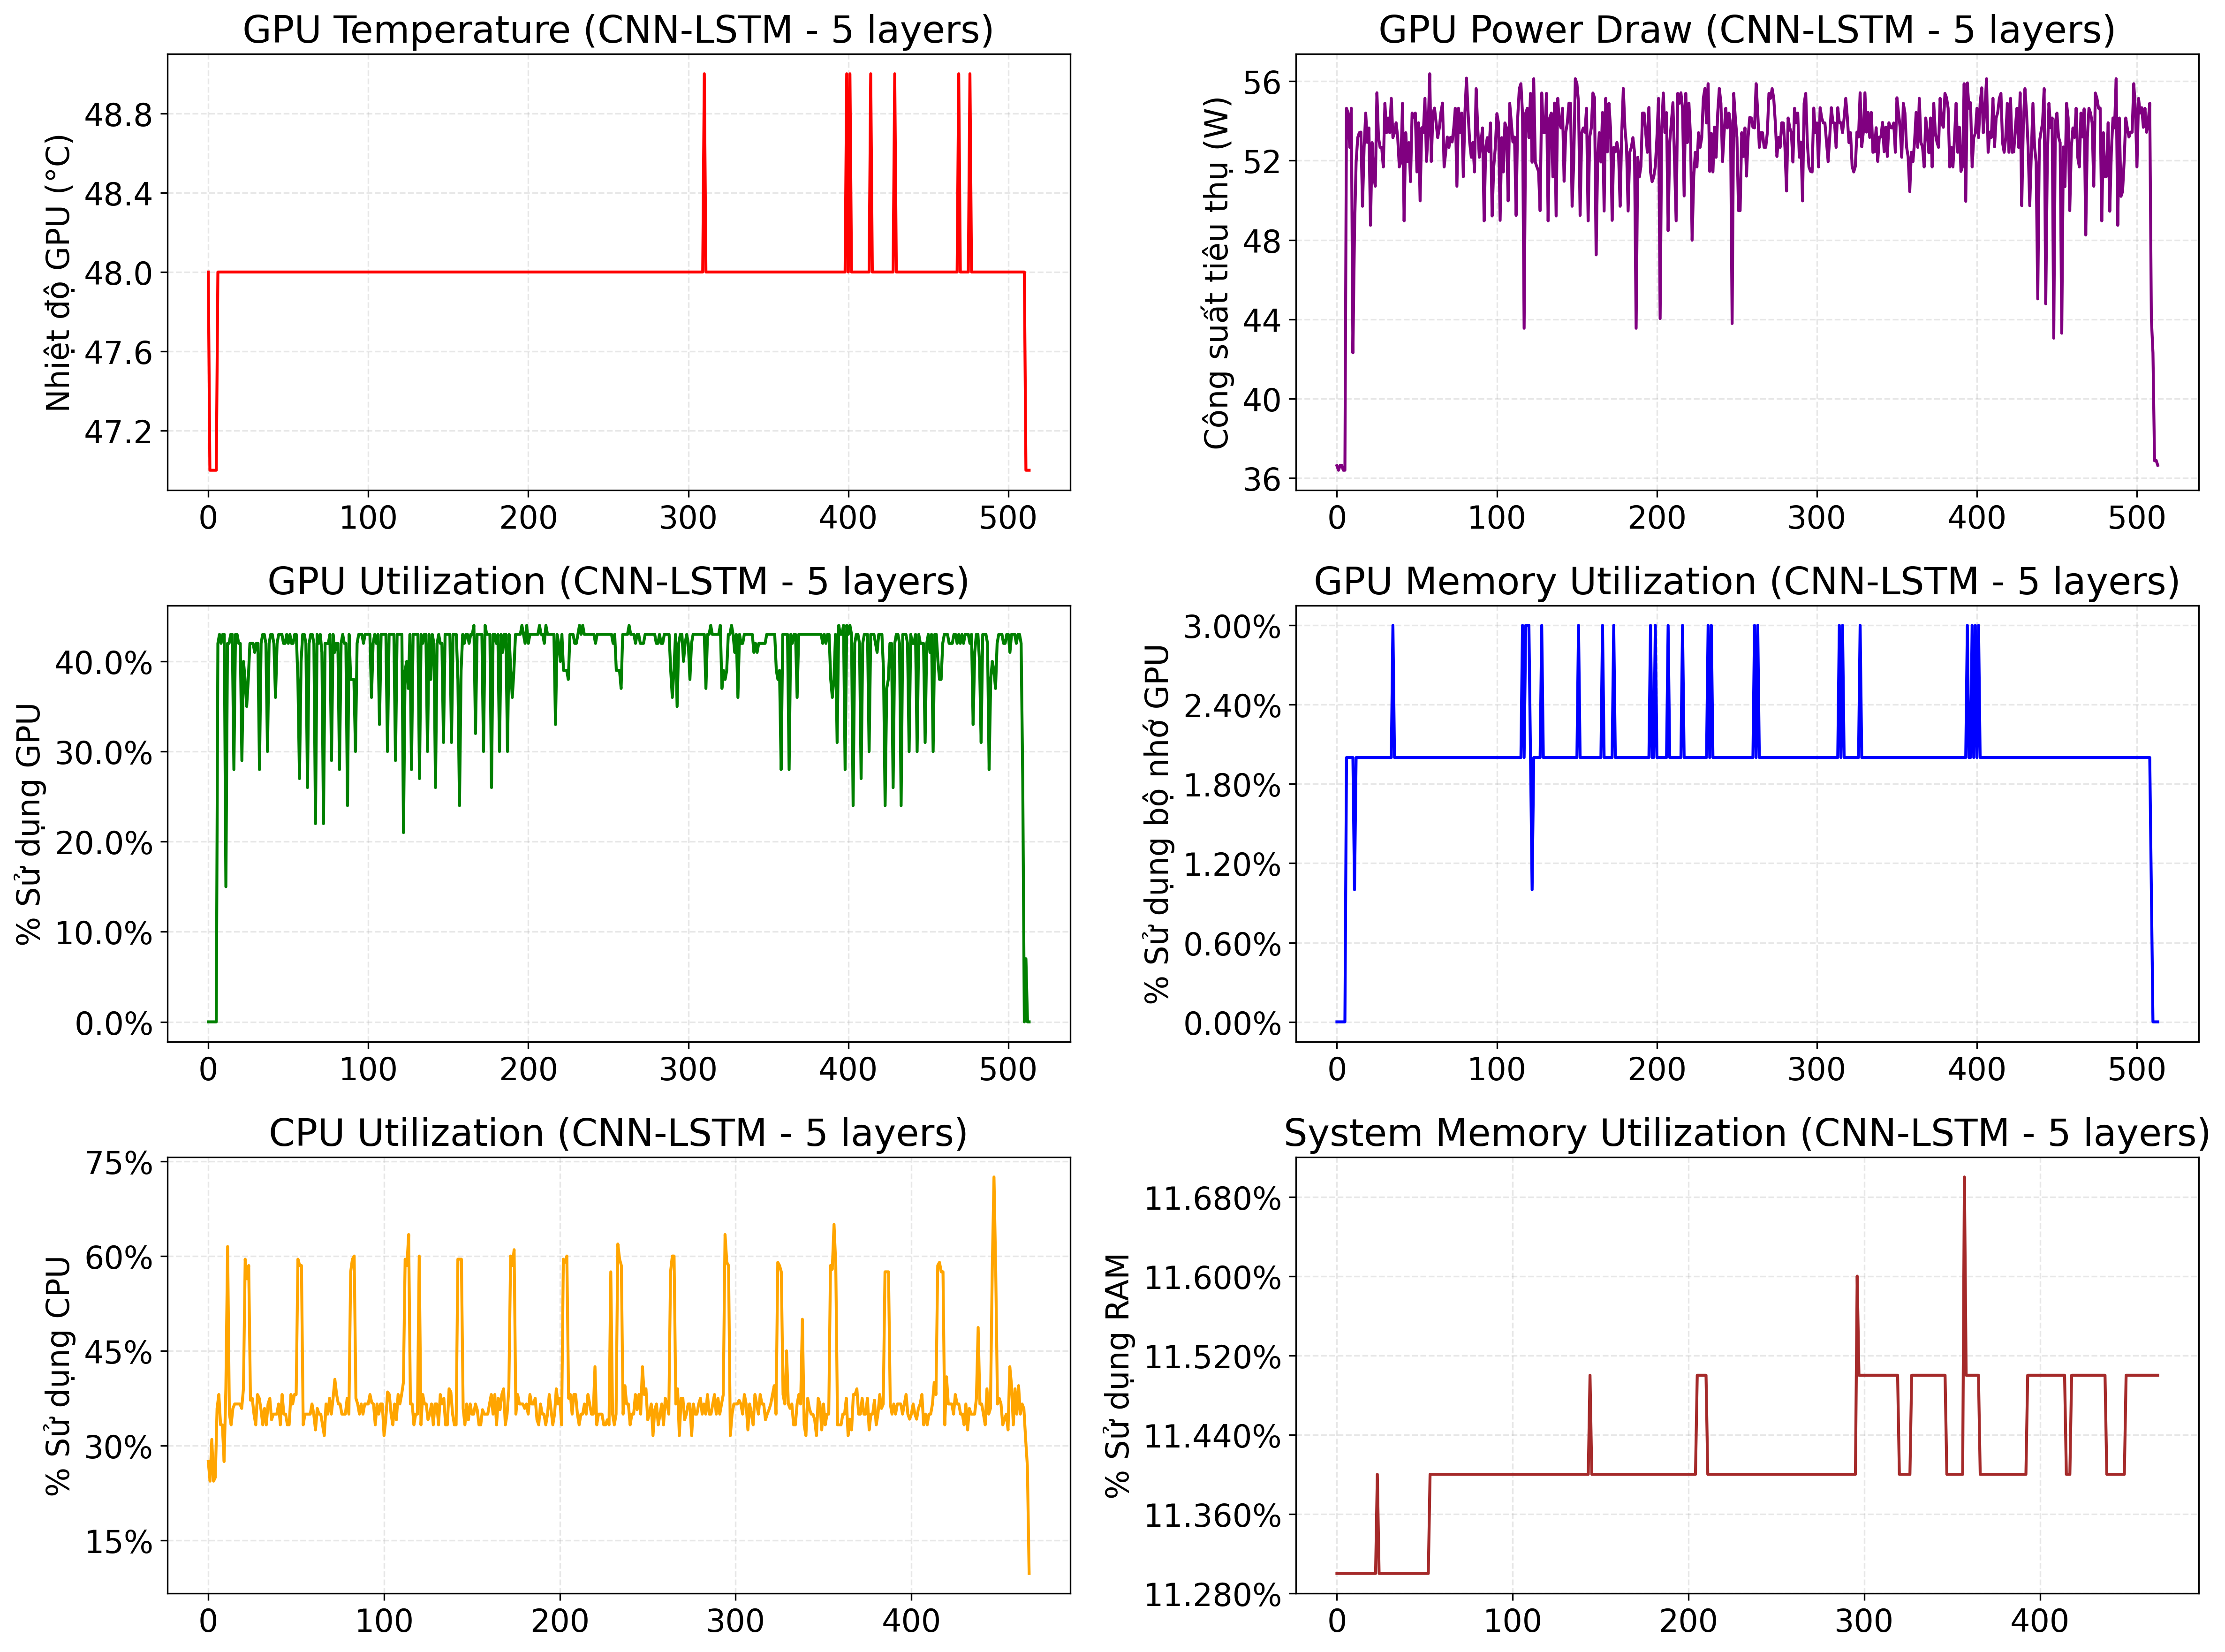 GPU Temperature (CNN-LSTM - 5 layers)
Nhiệt độ GPU (°C)
48.8
48.4
48.0
47.6
47.2
0 100 200 300 400 500
GPU Power Draw (CNN-LSTM - 5 layers)
Công suất tiêu thụ (W)
56
52
48
44
40
36
0 100 200 300 400 500
GPU Utilization (CNN-LSTM - 5 layers)
% Sử dụng GPU
40.0%
30.0%
20.0%
10.0%
0.0%
0 100 200 300 400 500
GPU Memory Utilization (CNN-LSTM - 5 layers)
% Sử dụng bộ nhớ GPU
3.00%
2.40%
1.80%
1.20%
0.60%
0.00%
0 100 200 300 400 500
CPU Utilization (CNN-LSTM - 5 layers)
% Sử dụng CPU
75%
60%
45%
30%
15%
0 100 200 300 400
System Memory Utilization (CNN-LSTM - 5 layers)
% Sử dụng RAM
11.680%
11.600%
11.520%
11.440%
11.360%
11.280%
0 100 200 300 400